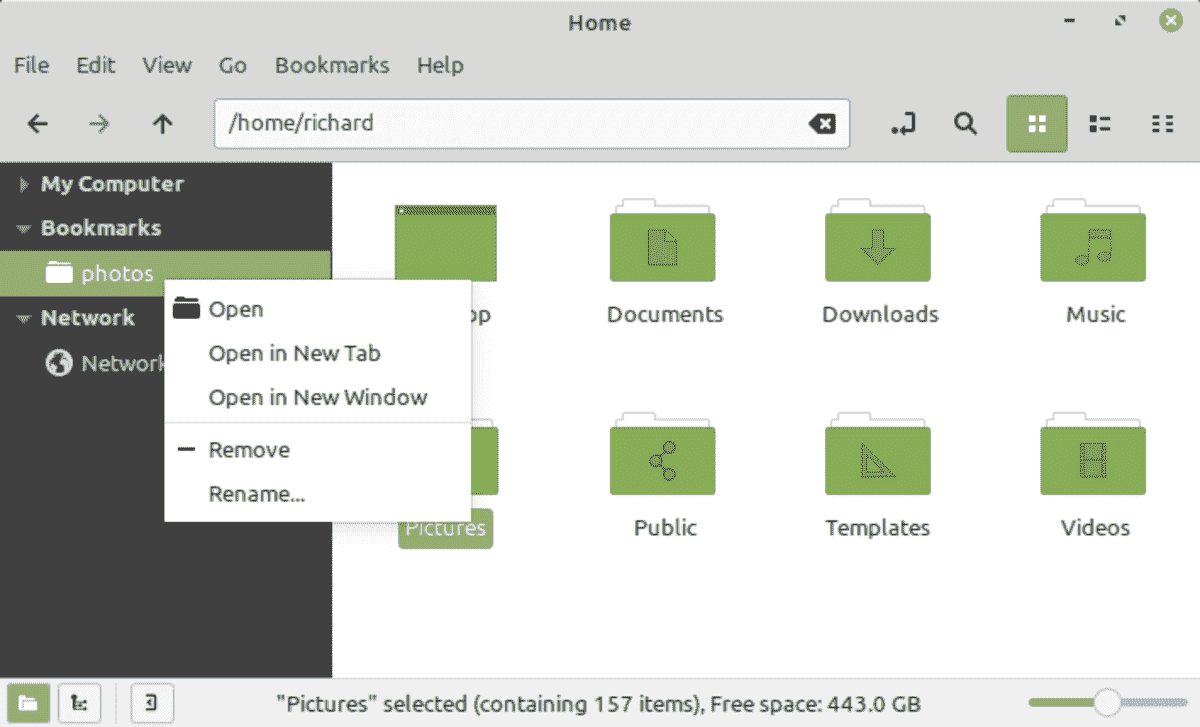 Home
File Edit View Go Bookmarks Help
/home/richard
My Computer
Bookmarks
photos
Network
Network
Open
Open in New Tab
Open in New Window
Remove
Rename...
Documents
Downloads
Music
Pictures
Public
Templates
Videos
"Pictures" selected (containing 157 items), Free space: 443.0 GB